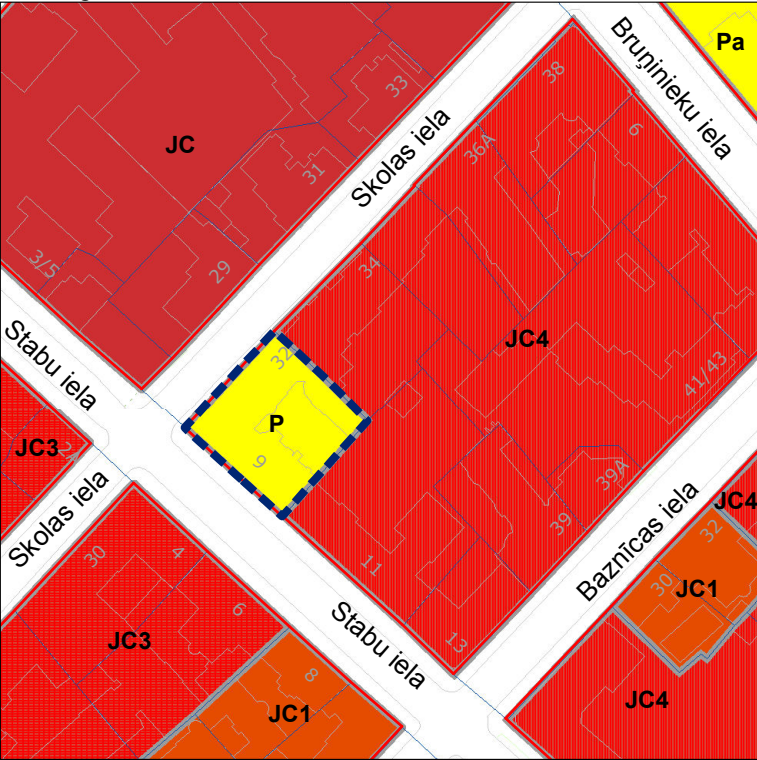 Bruņinieku iela
Pa
38
33
6
JC
Skolas iela
36A
31
3/5
29
34
Stabu iela
JC4
32
41/43
P
JC3
24
9
39A
JC4
Skolas iela
39
Baznīcas iela
32
30
4
11
30
JC1
6
Stabu iela
13
JC3
8
JC4
JC1